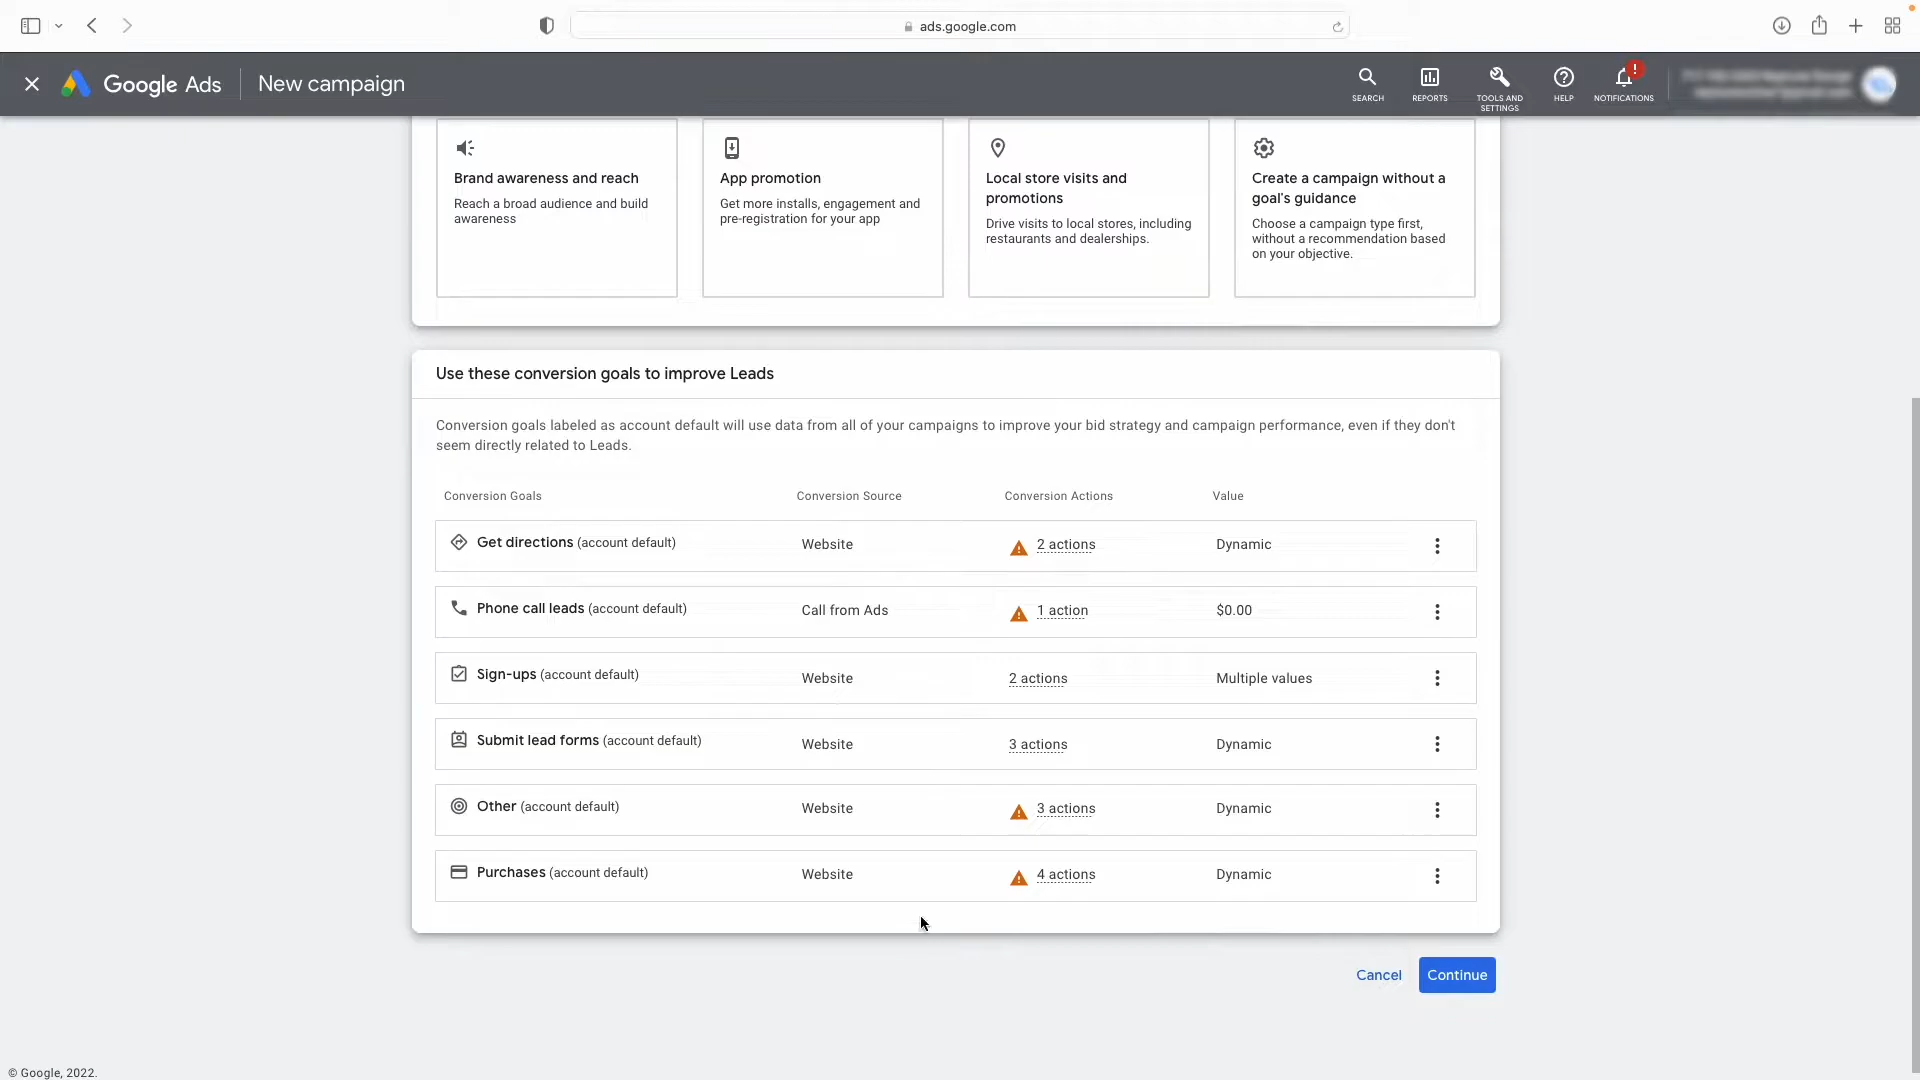 ads.google.com
Google Ads
New campaign
SEARCH
REPORTS
TOOLS AND
SETTINGS
HELP
NOTIFICATIONS
!
Brand awareness and reach
Reach a broad audience and build
awareness
App promotion
Get more installs, engagement and
pre-registration for your app
Local store visits and
promotions
Drive visits to local stores, including
restaurants and dealerships.
Create a campaign without a
goal's guidance
Choose a campaign type first,
without a recommendation based
on your objective.
Use these conversion goals to improve Leads
Conversion goals labeled as account default will use data from all of your campaigns to improve your bid strategy and campaign performance, even if they don't
seem directly related to Leads.
Conversion Goals Conversion Source Conversion Actions Value
Get directions (account default) Website 2 actions Dynamic
Phone call leads (account default) Call from Ads 1 action $0.00
Sign-ups (account default) Website 2 actions Multiple values
Submit lead forms (account default) Website 3 actions Dynamic
Other (account default) Website 3 actions Dynamic
Purchases (account default) Website 4 actions Dynamic
Cancel Continue
© Google, 2022.